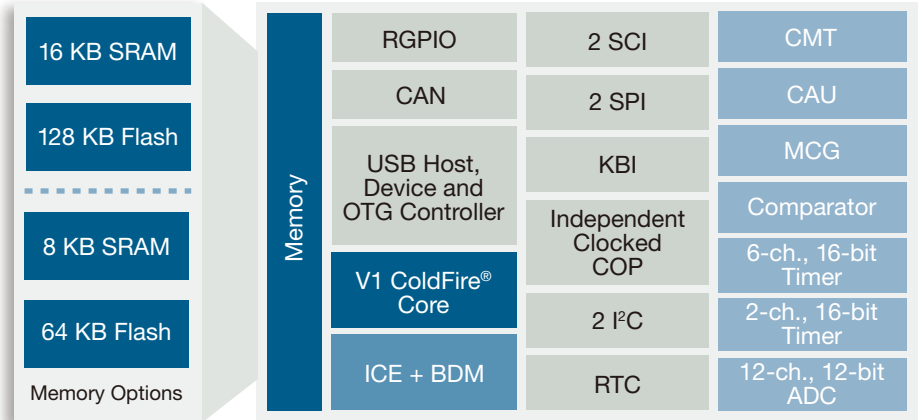 16 KB SRAM
128 KB Flash
8 KB SRAM
64 KB Flash
Memory Options
Memory
RGPIO
CAN
USB Host,
Device and
OTG Controller
V1 ColdFire®
Core
ICE + BDM
2 SCI
2 SPI
KBI
Independent
Clocked
COP
2 I²C
RTC
CMT
CAU
MCG
Comparator
6-ch., 16-bit
Timer
2-ch., 16-bit
Timer
12-ch., 12-bit
ADC